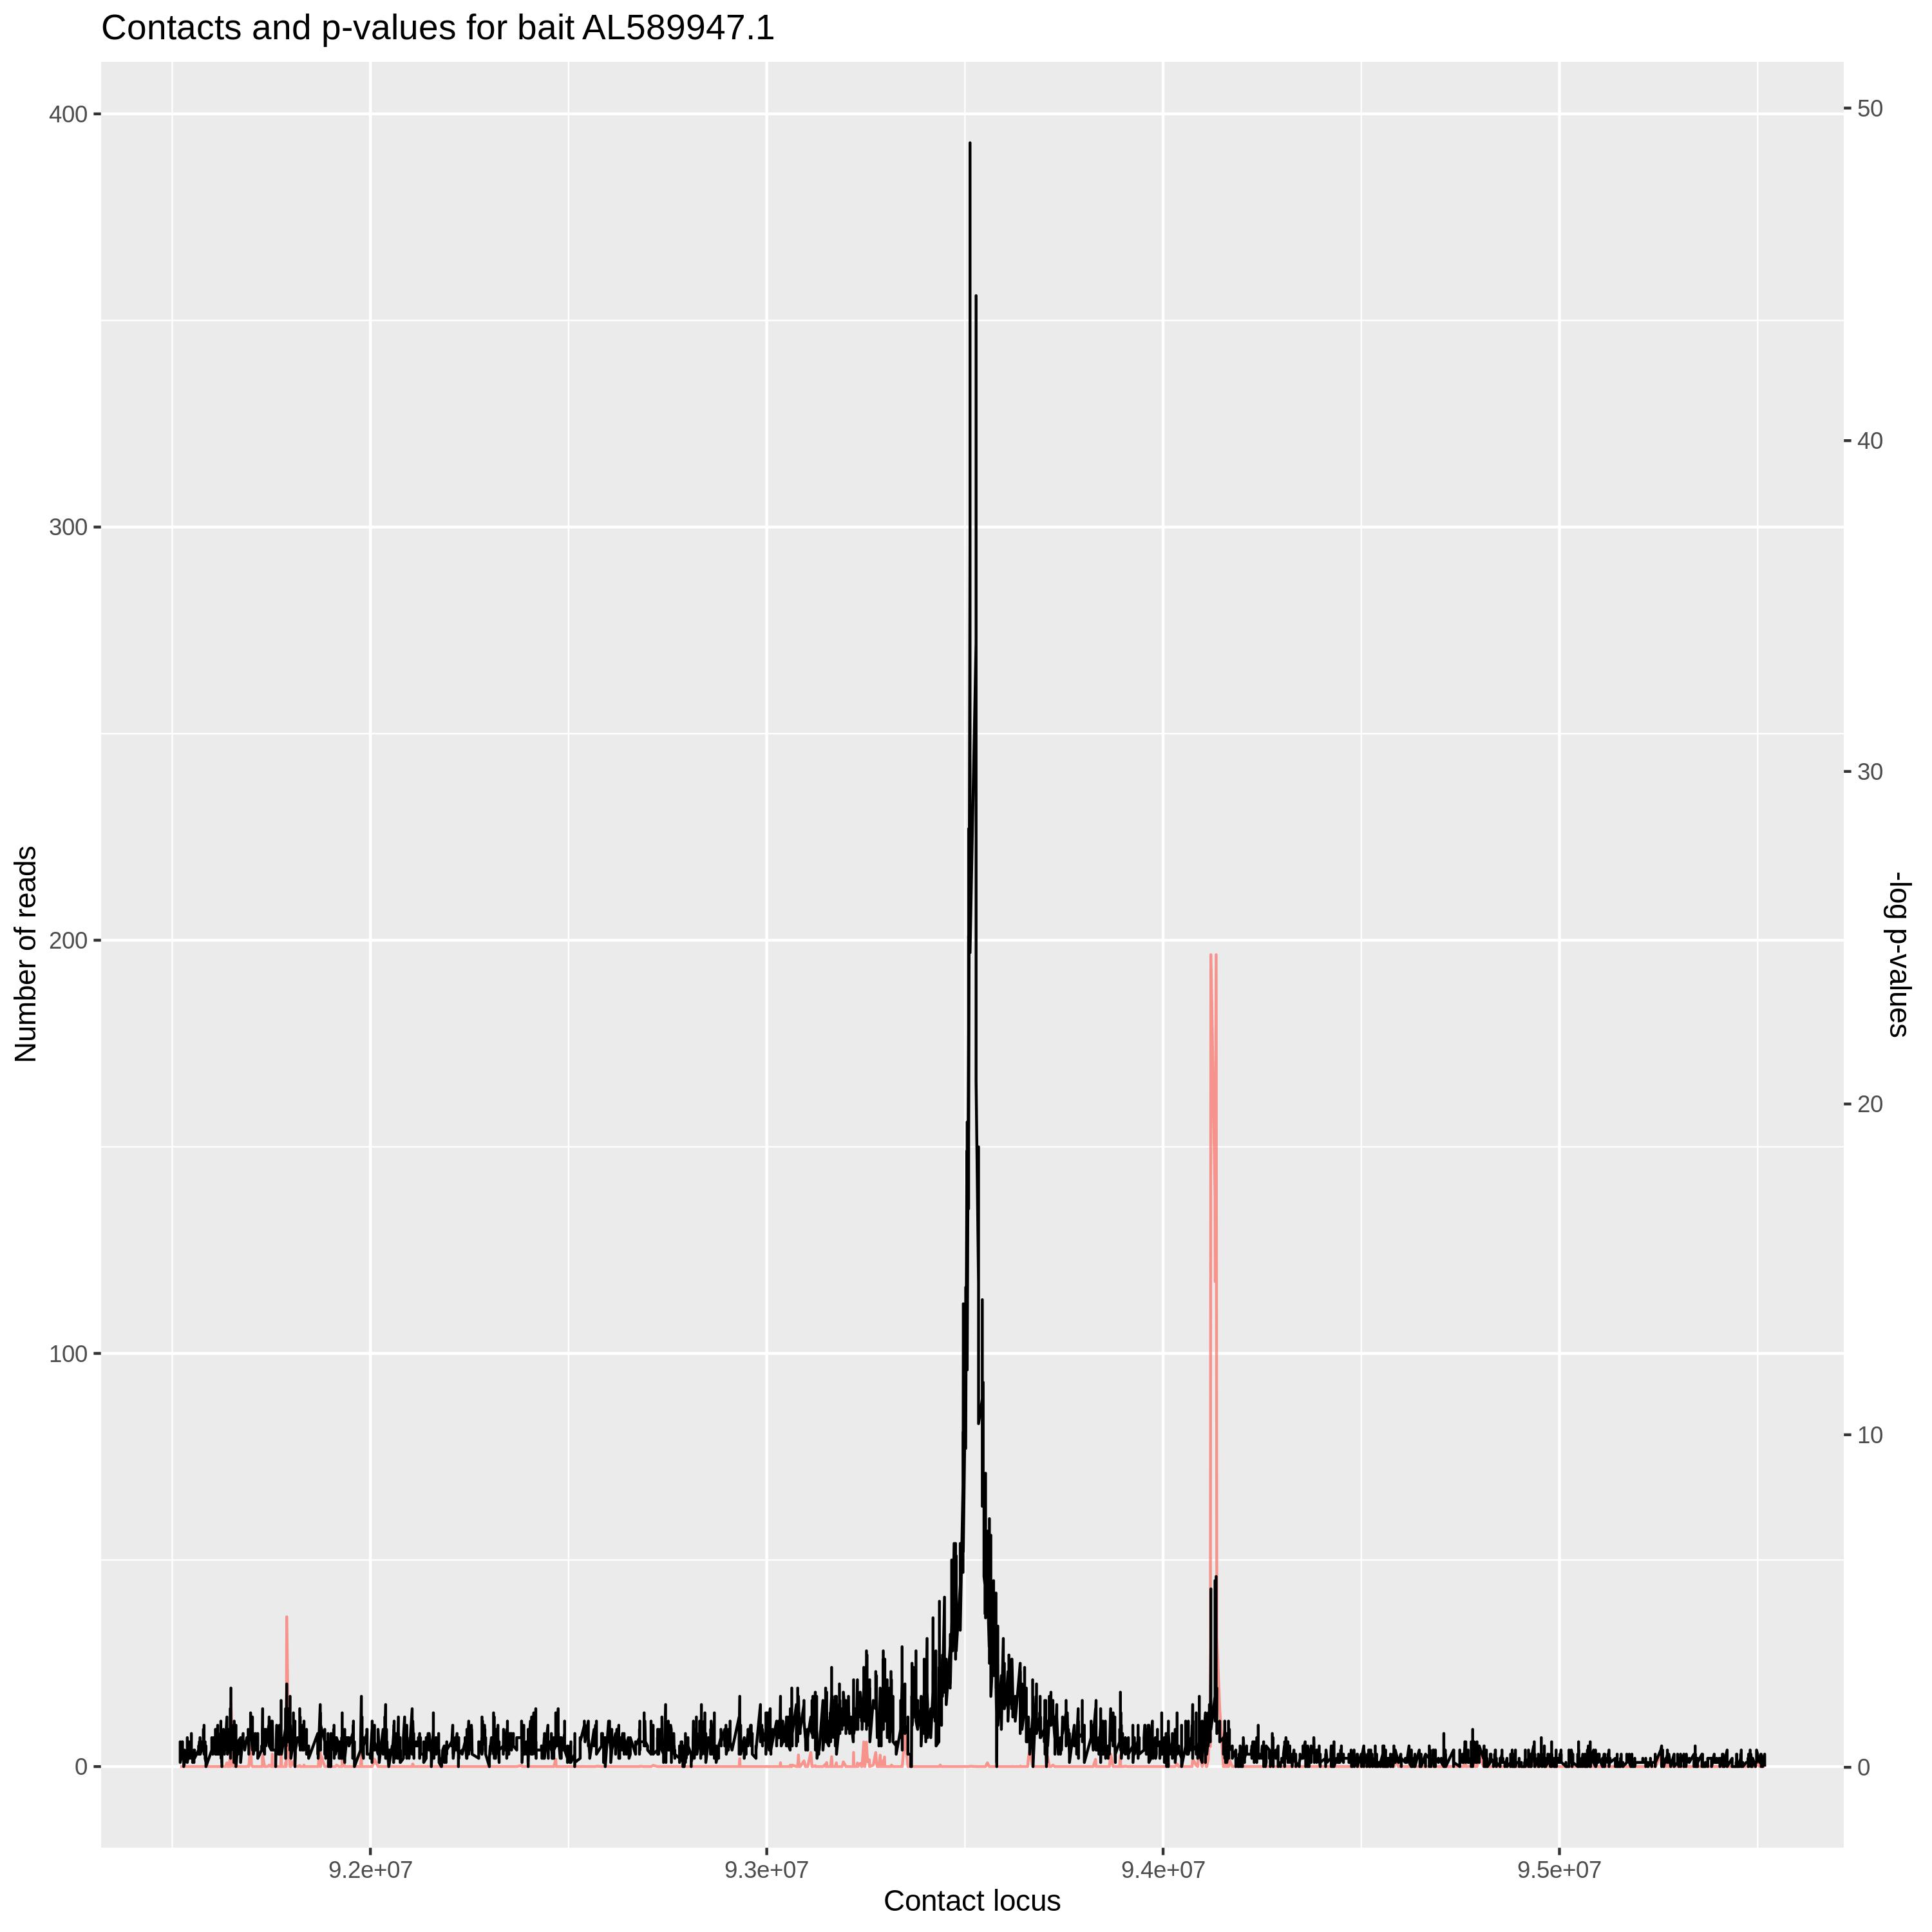 Contacts and p-values for bait AL589947.1
400
300
200
100
0
Number of reads
50
40
30
20
10
0
-log p-values
9.2e+07 9.3e+07 9.4e+07 9.5e+07
Contact locus